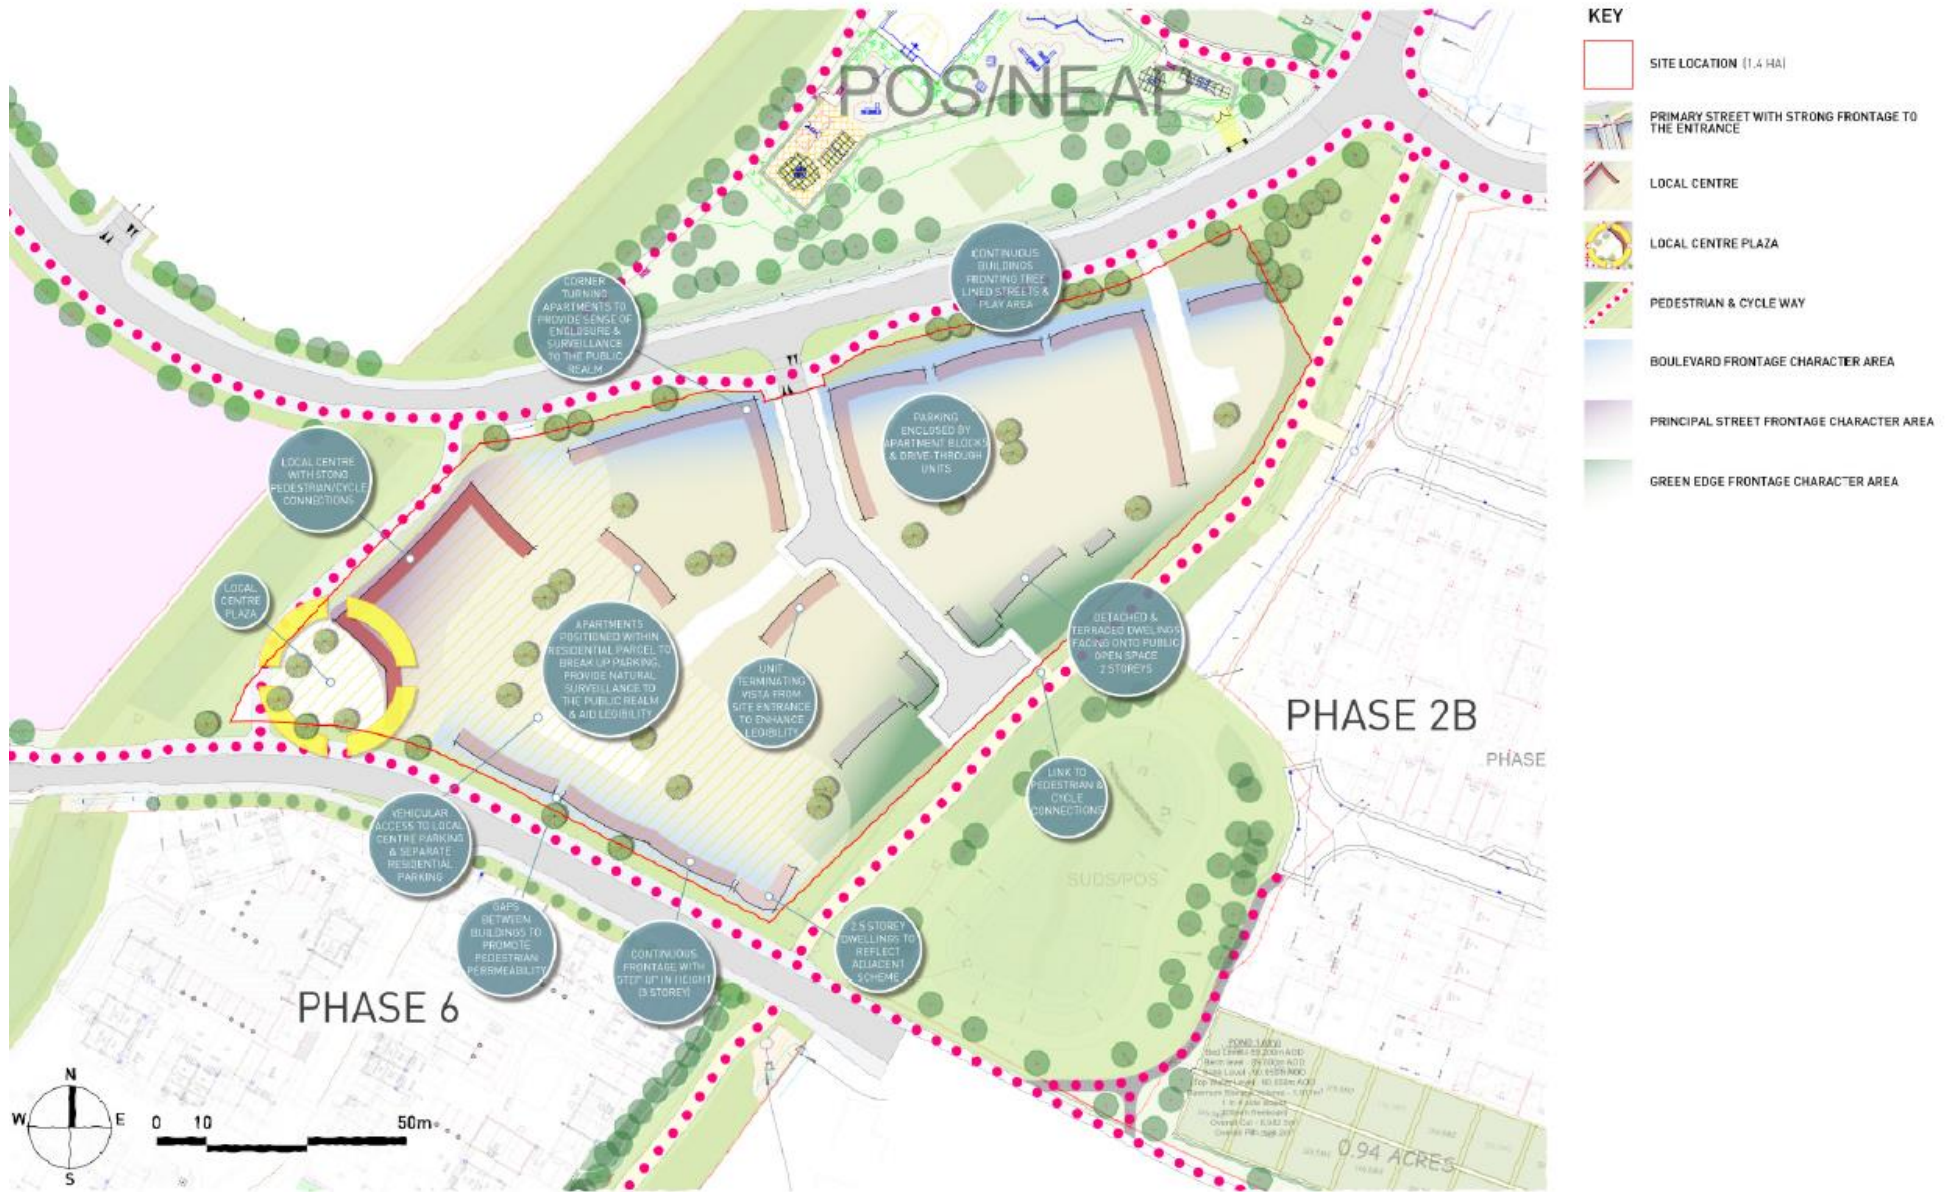 KEY
SITE LOCATION (1.4 HA)
PRIMARY STREET WITH STRONG FRONTAGE TO
THE ENTRANCE
LOCAL CENTRE
LOCAL CENTRE PLAZA
PEDESTRIAN & CYCLE WAY
BOULEVARD FRONTAGE CHARACTER AREA
PRINCIPAL STREET FRONTAGE CHARACTER AREA
GREEN EDGE FRONTAGE CHARACTER AREA
POS/NEAP
CONTINUOUS
BUILDINGS
FRONTING TREE
LINED STREETS &
PLAY AREA
CORNER
TURNING
APARTMENTS TO
PROVIDE SENSE OF
ENCLOSURE &
SURVEILLANCE
TO THE PUBLIC
REALM
PARKING
ENCLOSED BY
APARTMENT BLOCKS
& DRIVE-THROUGH
UNITS
LOCAL CENTRE
WITH STONG
PEDESTRIAN/CYCLE
CONNECTIONS
LOCAL
CENTRE
PLAZA
APARTMENTS
POSITIONED WITHIN
RESIDENTIAL PARCEL TO
BREAK UP PARKING,
PROVIDE NATURAL
SURVEILLANCE TO
THE PUBLIC REALM
& AID LEGIBILITY
UNIT
TERMINATING
VISTA FROM
SITE ENTRANCE
TO ENHANCE
LEGIBILITY
DETACHED &
TERRACED DWELINGS
FACING ONTO PUBLIC
OPEN SPACE
2 STOREYS
PHASE 2B
PHASE
LINK TO
PEDESTRIAN &
CYCLE
CONNECTIONS
VEHICULAR
ACCESS TO LOCAL
CENTRE PARKING
& SEPARATE
RESIDENTIAL
PARKING
SUDS/POS
GAPS
BETWEEN
BUILDINGS TO
PROMOTE
PEDESTRIAN
PERRMEABILITY
CONTINUOUS
FRONTAGE WITH
STEP UP IN HEIGHT
(3 STOREY)
2.5 STOREY
DWELLINGS TO
REFLECT
ADJACENT
SCHEME
PHASE 6
0.94 ACRES
N
W E
S
0 10 50m